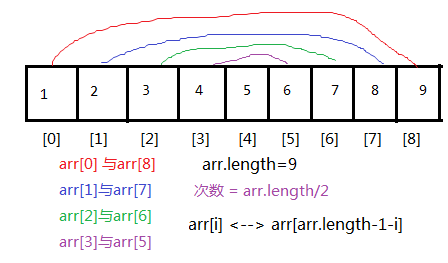 1 2 3 4 5 6 7 8 9
[0] [1] [2] [3] [4] [5] [6] [7] [8]
arr[0] 与arr[8]
arr.length=9
arr[1]与arr[7]
次数 = arr.length/2
arr[2]与arr[6]
arr[i] <--> arr[arr.length-1-i]
arr[3]与arr[5]